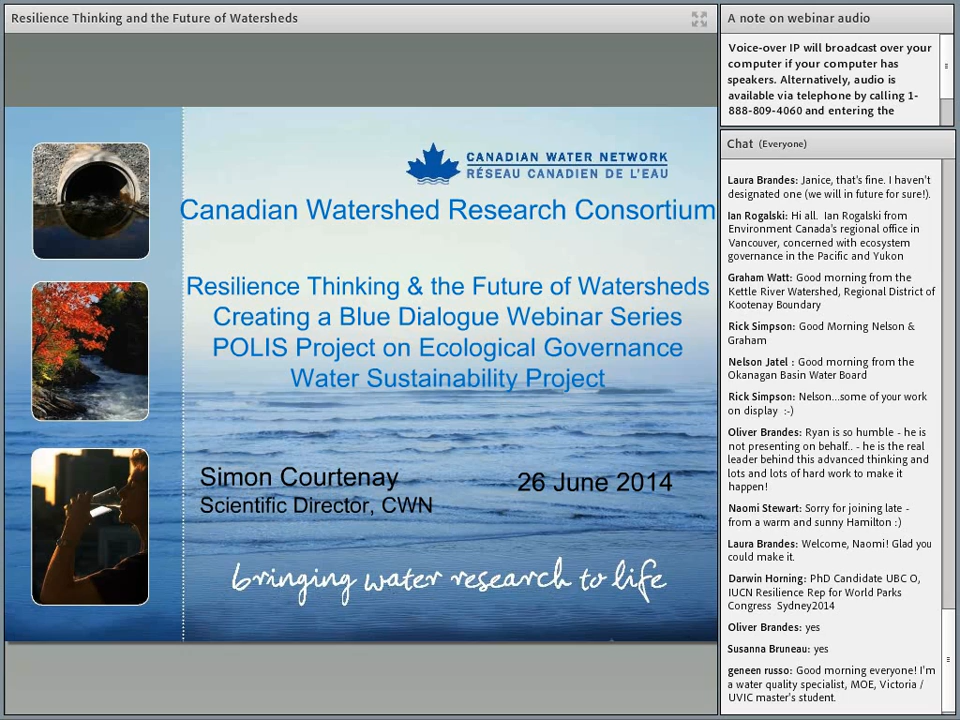 Resilience Thinking and the Future of Watersheds
CANADIAN WATER NETWORK
RÉSEAU CANADIEN DE L'EAU
Canadian Watershed Research Consortium
Resilience Thinking & the Future of Watersheds
Creating a Blue Dialogue Webinar Series
POLIS Project on Ecological Governance
Water Sustainability Project
Simon Courtenay
Scientific Director, CWN
26 June 2014
bringing water research to life
A note on webinar audio
Voice-over IP will broadcast over your
computer if your computer has
speakers. Alternatively, audio is
available via telephone by calling 1-
888-809-4060 and entering the
Chat (Everyone)
Laura Brandes: Janice, that's fine. I haven't
designated one (we will in future for sure!).
Ian Rogalski: Hi all.  Ian Rogalski from
Environment Canada's regional office in
Vancouver, concerned with ecosystem
governance in the Pacific and Yukon
Graham Watt: Good morning from the
Kettle River Watershed, Regional District of
Kootenay Boundary
Rick Simpson: Good Morning Nelson &
Graham
Nelson Jatel : Good morning from the
Okanagan Basin Water Board
Rick Simpson: Nelson...some of your work
on display  :-)
Oliver Brandes: Ryan is so humble - he is
not presenting on behalf.. - he is the real
leader behind this advanced thinking and
lots and lots of hard work to make it
happen!
Naomi Stewart: Sorry for joining late -
from a warm and sunny Hamilton :)
Laura Brandes: Welcome, Naomi! Glad you
could make it.
Darwin Horning: PhD Candidate UBC O,
IUCN Resilience Rep for World Parks
Congress  Sydney2014
Oliver Brandes: yes
Susanna Bruneau: yes
geneen russo: Good morning everyone! I'm
a water quality specialist, MOE, Victoria /
UVIC master's student.